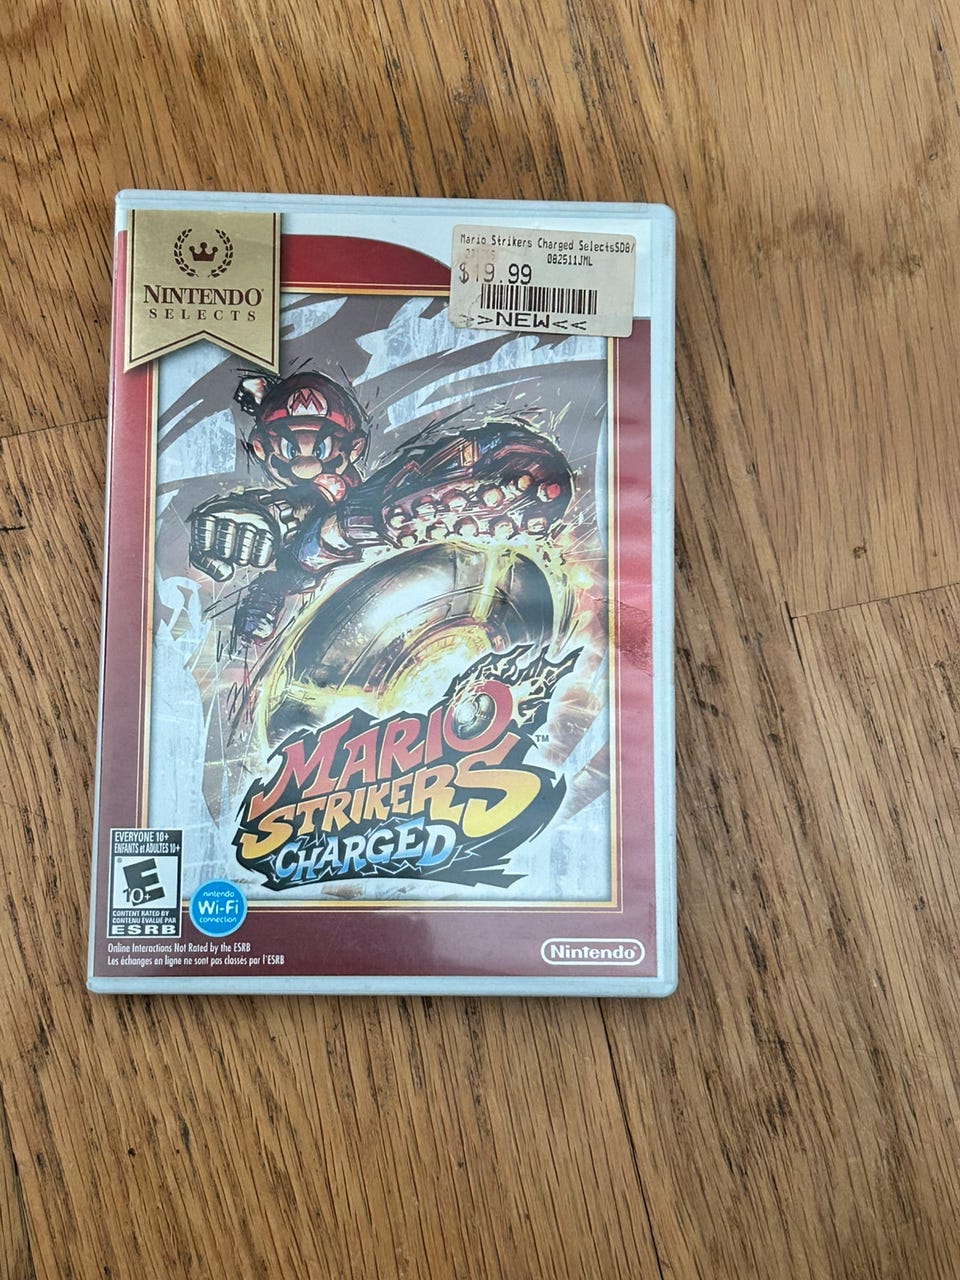 NINTENDO®
SELECTS
Mario Strikers Charged SelectsSD8/
082511JML
$19.99
>>NEW<<
M
MARIO
STRIKERS
CHARGED
TM
EVERYONE 10+
ENFANTS et ADULTES 10+
E
10+
CONTENT RATED BY
CONTENU ÉVALUÉ PAR
ESRB
nintendo
Wi-Fi
connection
Online Interactions Not Rated by the ESRB
Les échanges en ligne ne sont pas classés par l'ESRB
Nintendo®